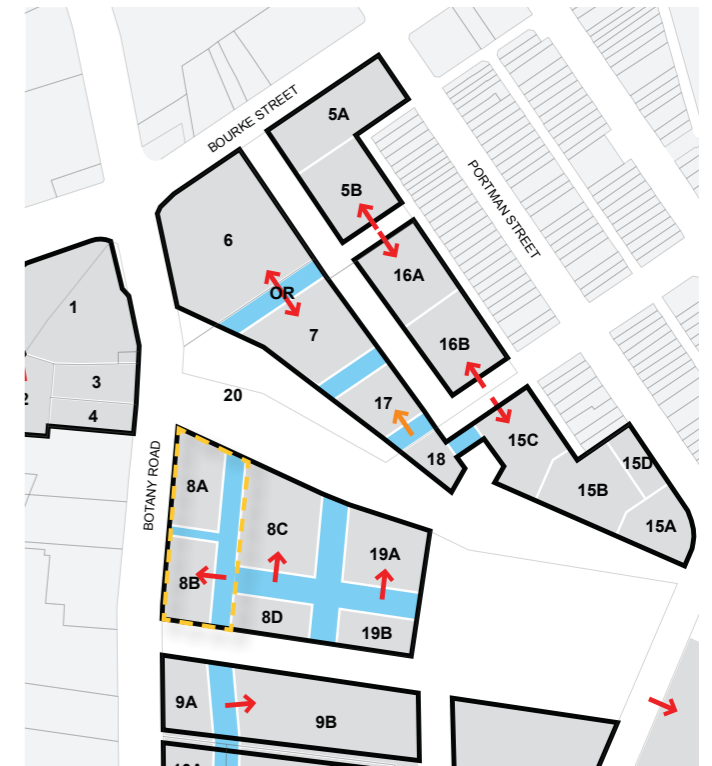 BOURKE STREET
5A
5B
PORTMAN STREET
6
OR
16A
1
7
16B
3
2
4
20
17
18
15C
15D
15B
15A
BOTANY ROAD
8A
8C
19A
8B
8D
19B
9A
9B